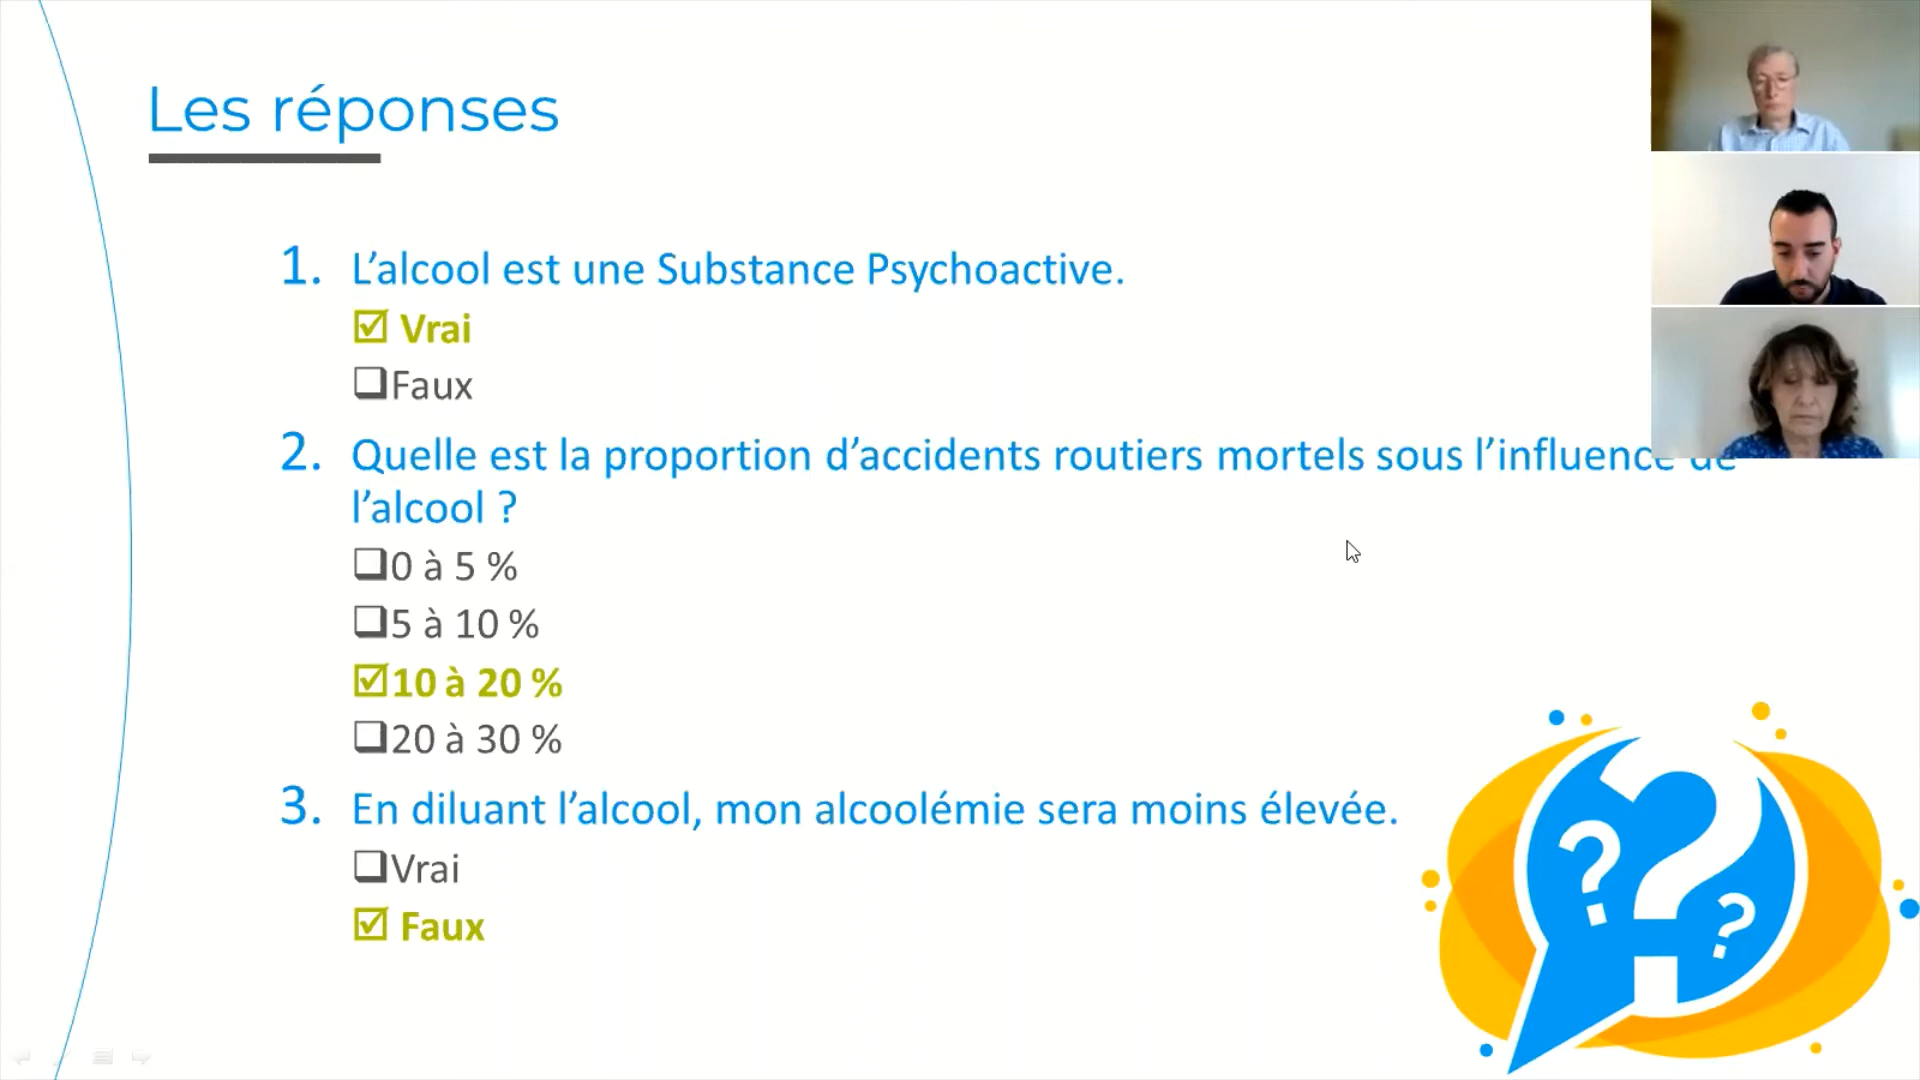 Les réponses
1. L'alcool est une Substance Psychoactive.
☑ Vrai
❑Faux
2. Quelle est la proportion d'accidents routiers mortels sous l'influence de
l'alcool ?
❑0 à 5 %
❑5 à 10 %
☑10 à 20 %
❑20 à 30 %
3. En diluant l'alcool, mon alcoolémie sera moins élevée.
❑Vrai
☑ Faux